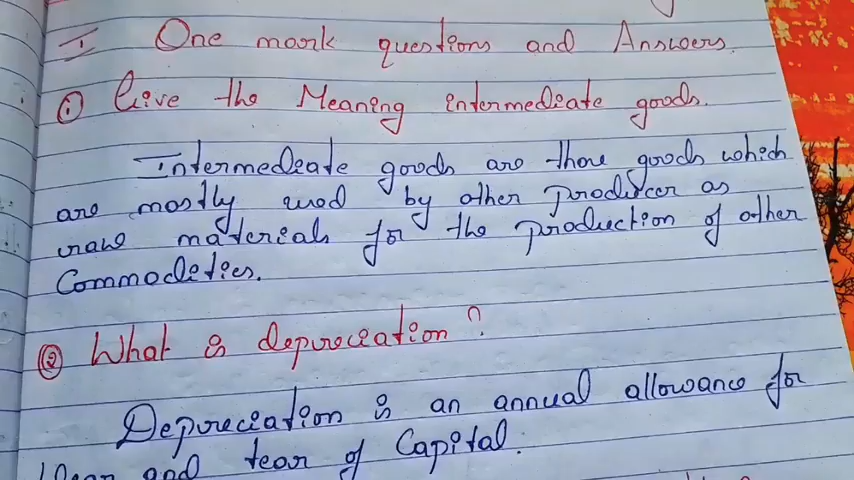 I One mark questions and Answers.
① Give the Meaning intermediate goods.
Intermediate goods are those goods which
are mostly used by other producer as
raw materials for the production of other
Commodities.
② What is depreciation?
Depreciation is an annual allowance for
Wear and tear of Capital.